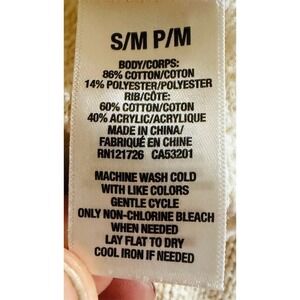 S/M P/M
BODY/CORPS:
86% COTTON/COTON
14% POLYESTER/POLYESTER
RIB/CÔTE:
60% COTTON/COTON
40% ACRYLIC/ACRYLIQUE
MADE IN CHINA/
FABRIQUÉ EN CHINE
RN121726 CA53201
MACHINE WASH COLD
WITH LIKE COLORS
GENTLE CYCLE
ONLY NON-CHLORINE BLEACH
WHEN NEEDED
LAY FLAT TO DRY
COOL IRON IF NEEDED